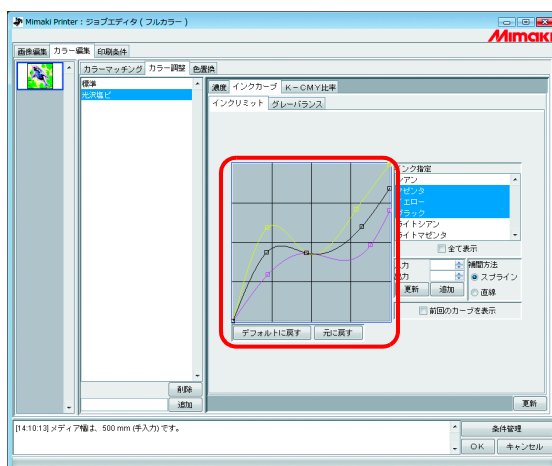 Mimaki Printer : ジョブエディタ ( フルカラー )
Mimaki
画像編集 カラー編集 印刷条件
カラーマッチング カラー調整 色置換
標準
光沢塩ビ
濃度 インクカーブ K－CMY比率
インクリミット グレーバランス
インク指定
シアン
マゼンタ
イエロー
ブラック
ライトシアン
ライトマゼンタ
全て表示
入力
出力
更新 追加
補間方法
スプライン
直線
前回のカーブを表示
デフォルトに戻す 元に戻す
削除
追加
更新
[14:10:13] メディア幅は、500 mm (手入力) です。
条件管理
OK キャンセル